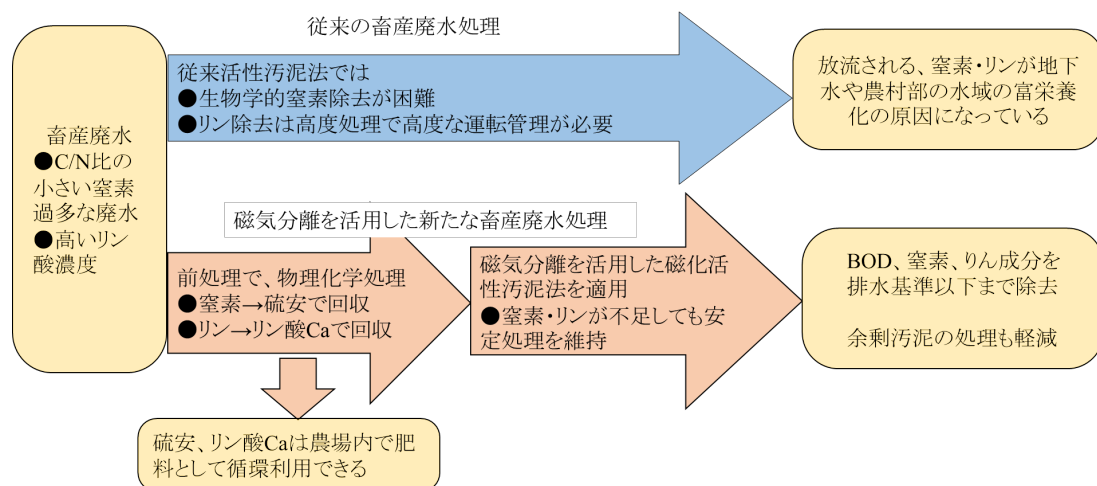 従来の畜産廃水処理
畜産廃水
●C/N比の
小さい窒素
過多な廃水
●高いリン
酸濃度
従来活性汚泥法では
●生物学的窒素除去が困難
●リン除去は高度処理で高度な運転管理が必要
放流される、窒素・リンが地下
水や農村部の水域の富栄養
化の原因になっている
磁気分離を活用した新たな畜産廃水処理
前処理で、物理化学処理
●窒素→硫安で回収
●リン→リン酸Caで回収
磁気分離を活用した磁化活
性汚泥法を適用
●窒素・リンが不足しても安
定処理を維持
BOD、窒素、りん成分を
排水基準以下まで除去
余剰汚泥の処理も軽減
硫安、リン酸Caは農場内で肥
料として循環利用できる